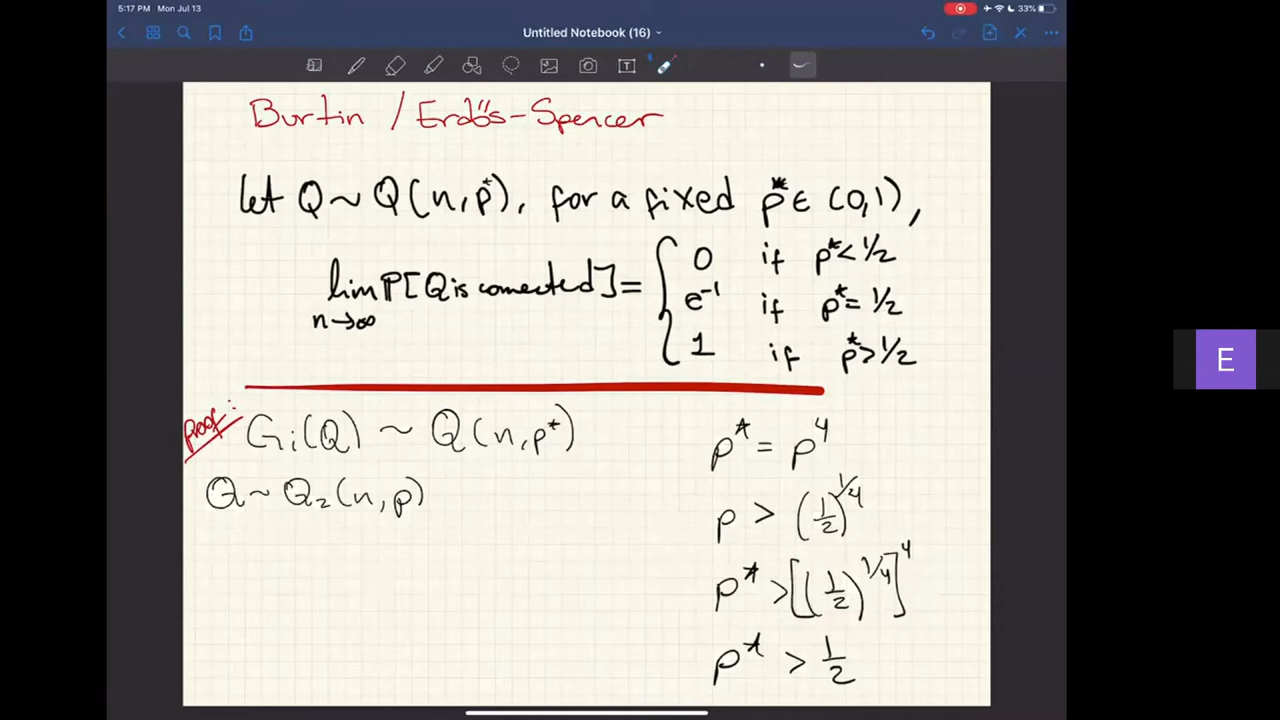 5:17 PM Mon Jul 13
33%
Untitled Notebook (16)
T
Burtin / Erdős-Spencer
let Q ~ Q(n, p*), for a fixed p* ∈ (0,1),
lim P[Q is connected] = { 0 if p* < 1/2
n→∞
e⁻¹ if p* = 1/2
1 if p* > 1/2
Proof: Gi(Q) ~ Q(n, p*)
Q ~ Q₂(n, p)
p* = p⁴
p > (1/2)^1/4
p* > [(1/2)^1/4]⁴
p* > 1/2
E